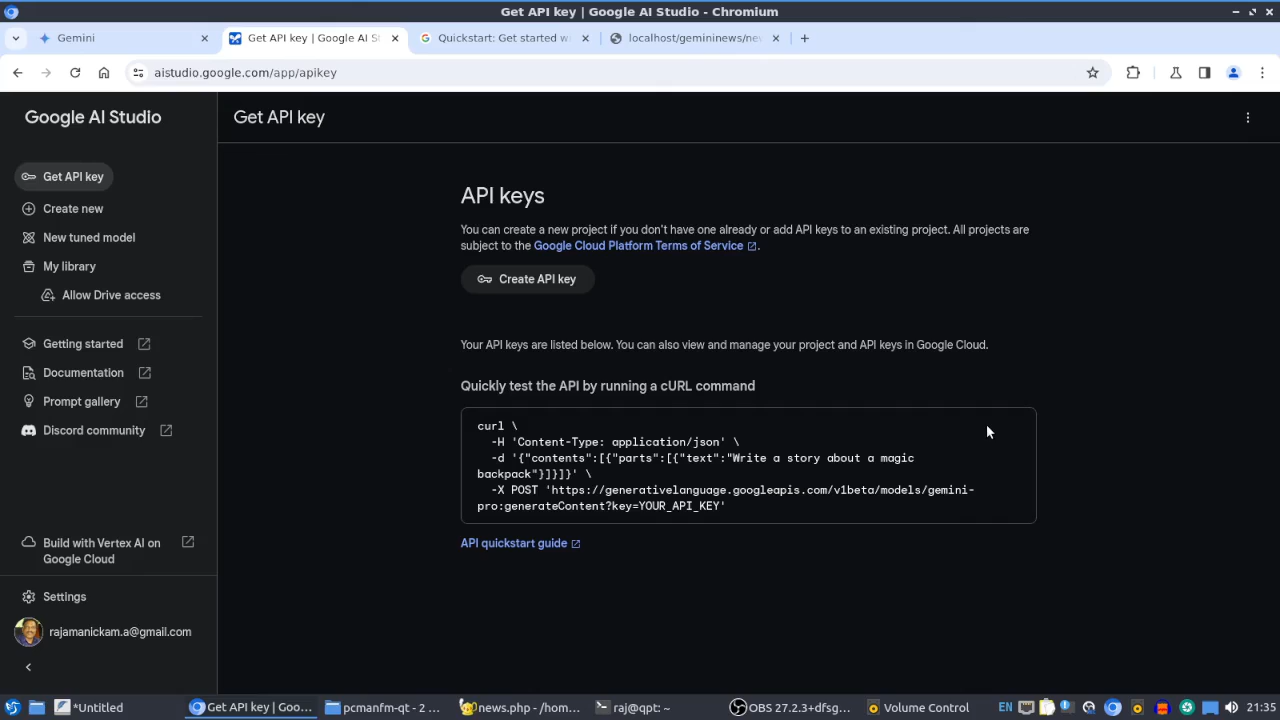 Get API key | Google AI Studio - Chromium
Gemini
Get API key | Google AI St
Quickstart: Get started wi
localhost/gemininews/nev
aistudio.google.com/app/apikey
Google AI Studio
Get API key
Get API key
Create new
New tuned model
My library
Allow Drive access
Getting started
Documentation
Prompt gallery
Discord community
Build with Vertex AI on
Google Cloud
Settings
rajamanickam.a@gmail.com
API keys
You can create a new project if you don't have one already or add API keys to an existing project. All projects are
subject to the Google Cloud Platform Terms of Service.
Create API key
Your API keys are listed below. You can also view and manage your project and API keys in Google Cloud.
Quickly test the API by running a cURL command
curl \
-H 'Content-Type: application/json' \
-d '{"contents":[{"parts":[{"text":"Write a story about a magic
backpack"}]}]}' \
-X POST 'https://generativelanguage.googleapis.com/v1beta/models/gemini-
pro:generateContent?key=YOUR_API_KEY'
API quickstart guide
*Untitled
Get API key | Goo...
pcmanfm-qt - 2 ...
news.php - /hom...
raj@qpt: ~
OBS 27.2.3+dfsg...
Volume Control
EN
21:35